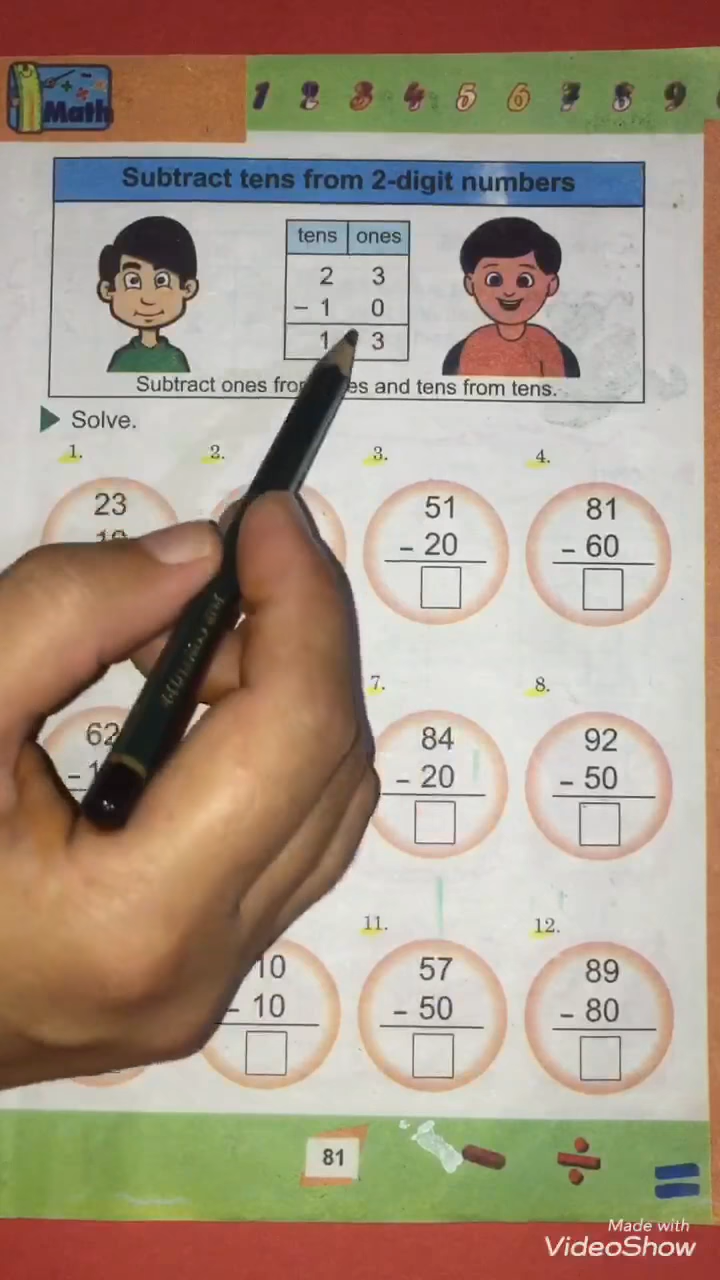 Math
1 2 3 4 5 6 7 8 9
Subtract tens from 2-digit numbers
tens ones
2 3
- 1 0
1 3
Subtract ones and tens from tens.
Solve.
1. 2. 3. 4.
23 51 81
- 20 - 60
7. 8.
62 84 92
- - 20 - 50
11. 12.
10 57 89
- 10 - 50 - 80
81
÷ =
Made with
VideoShow